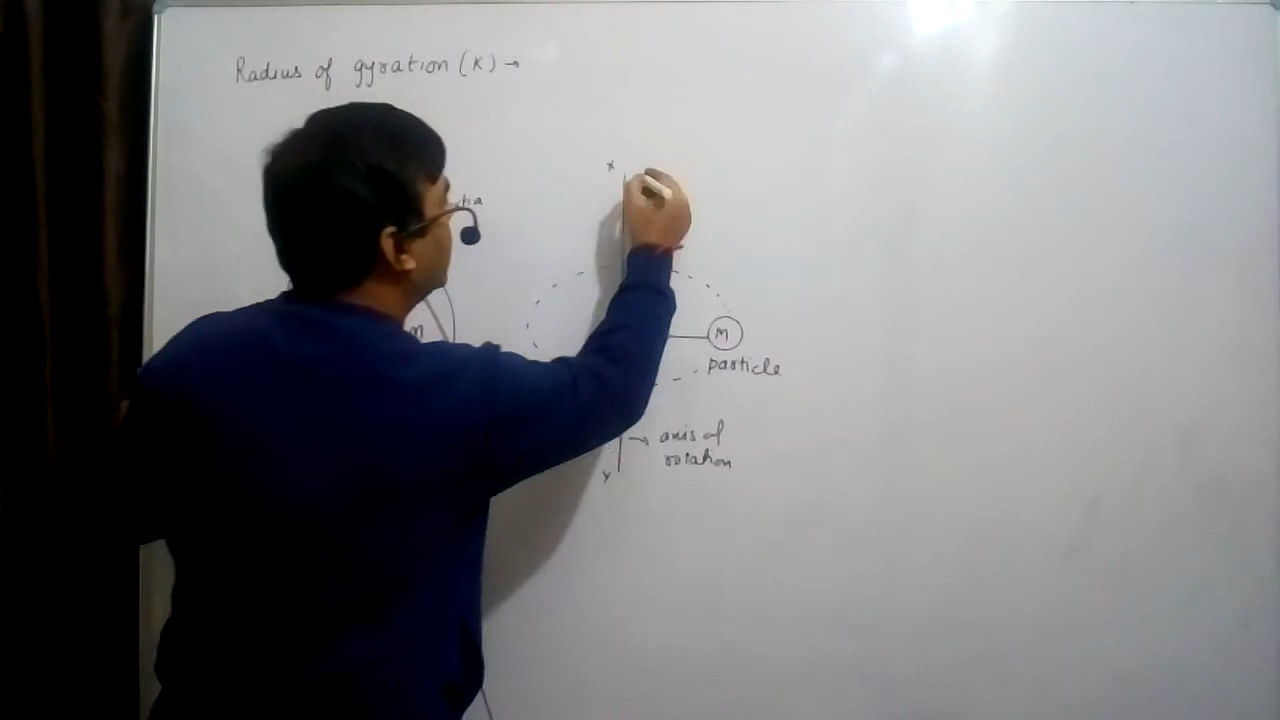 Radius of gyration (K) →
X
M
particle
→ axis of
rotation
Y